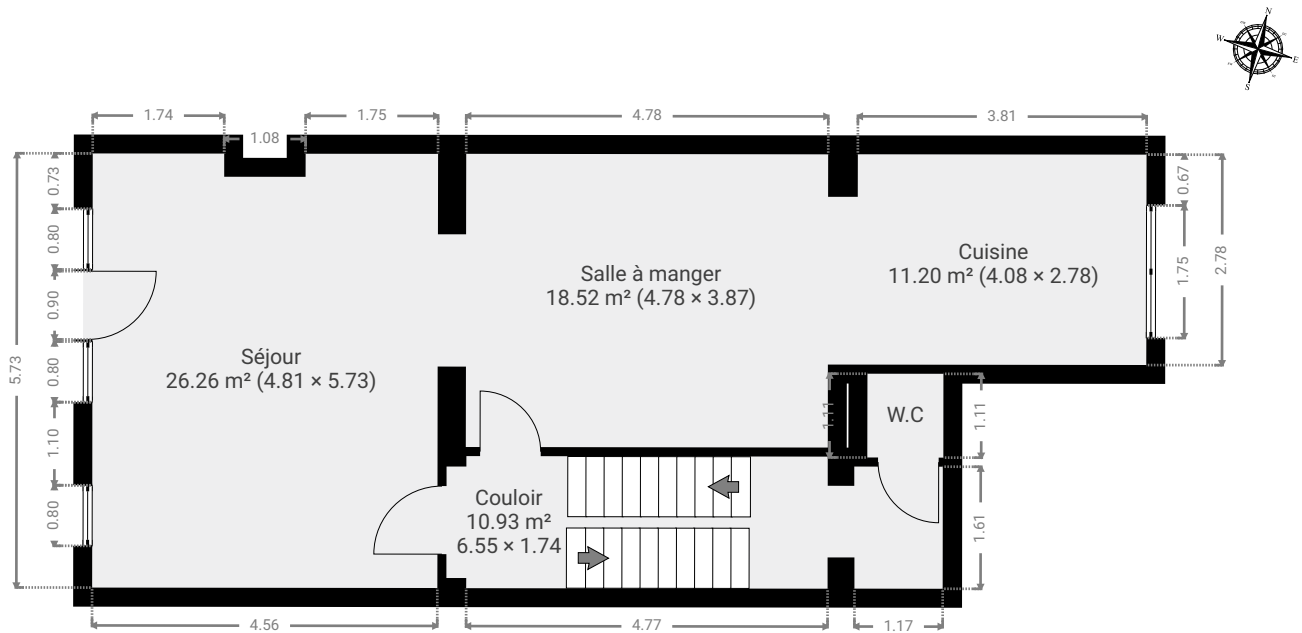 N
W
E
S
1.74
1.75
4.78
3.81
1.08
0.73
0.80
0.90
0.80
1.10
0.80
5.73
0.67
1.75
2.78
Cuisine
11.20 m² (4.08 × 2.78)
Salle à manger
18.52 m² (4.78 × 3.87)
Séjour
26.26 m² (4.81 × 5.73)
1.11
W.C
1.11
Couloir
10.93 m²
6.55 × 1.74
1.61
4.56
4.77
1.17